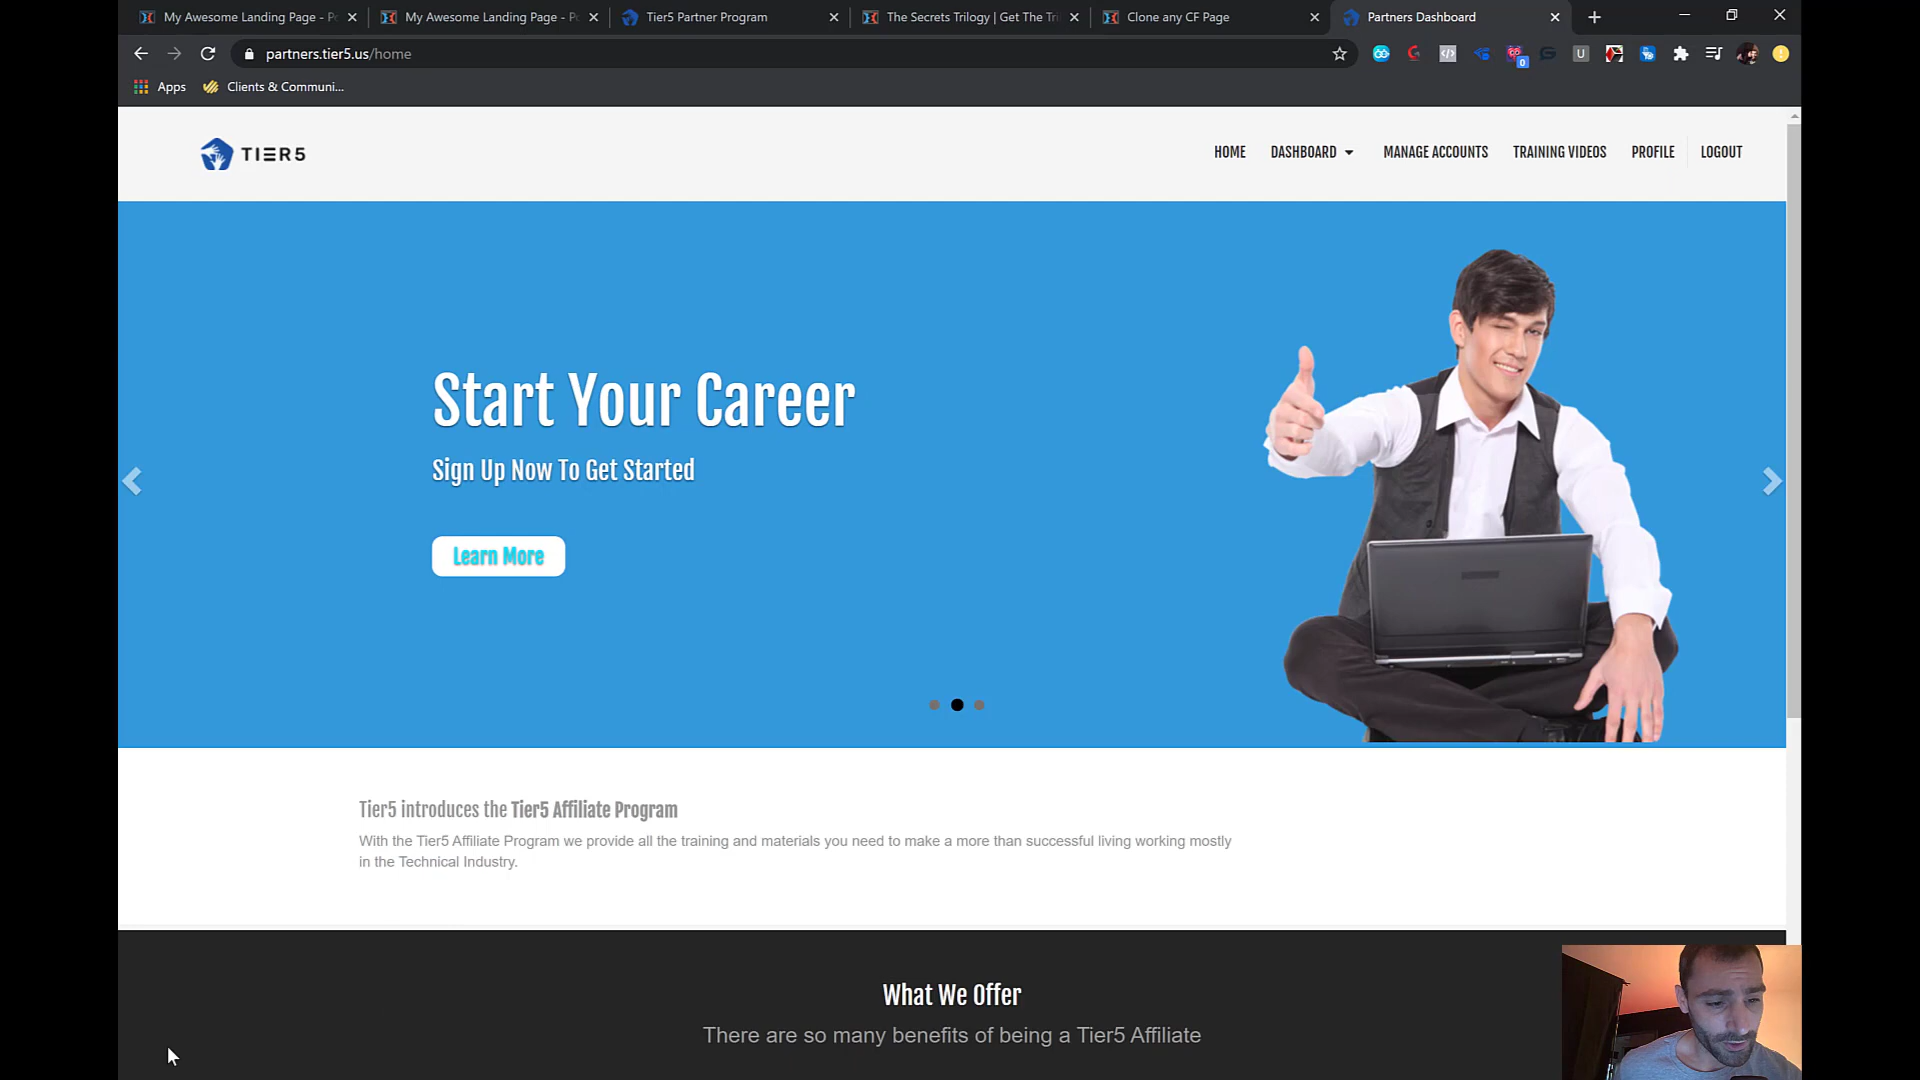 My Awesome Landing Page - Po
My Awesome Landing Page - Po
Tier5 Partner Program
The Secrets Trilogy | Get The Tri
Clone any CF Page
Partners Dashboard
partners.tier5.us/home
U
0
Apps
Clients & Communi...
TIER5
HOME
DASHBOARD
MANAGE ACCOUNTS
TRAINING VIDEOS
PROFILE
LOGOUT
Start Your Career
Sign Up Now To Get Started
Learn More
Tier5 introduces the Tier5 Affiliate Program
With the Tier5 Affiliate Program we provide all the training and materials you need to make a more than successful living working mostly
in the Technical Industry.
What We Offer
There are so many benefits of being a Tier5 Affiliate